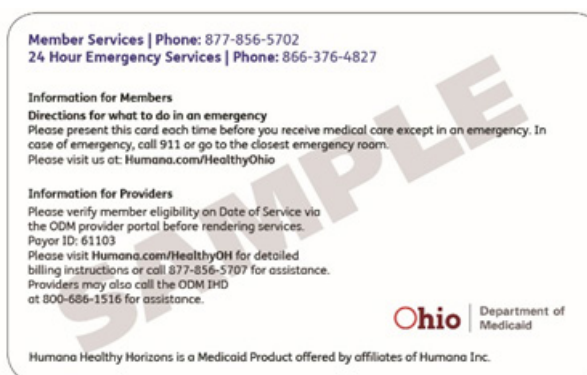 Member Services | Phone: 877-856-5702
24 Hour Emergency Services | Phone: 866-376-4827
Information for Members
Directions for what to do in an emergency
Please present this card each time before you receive medical care except in an emergency. In
case of emergency, call 911 or go to the closest emergency room.
Please visit us at: Humana.com/HealthyOhio
Information for Providers
Please verify member eligibility on Date of Service via
the ODM provider portal before rendering services.
Payor ID: 61103
Please visit Humana.com/HealthyOH for detailed
billing instructions or call 877-856-5707 for assistance.
Providers may also call the ODM IHD
at 800-686-1516 for assistance.
SAMPLE
Ohio | Department of
Medicaid
Humana Healthy Horizons is a Medicaid Product offered by affiliates of Humana Inc.